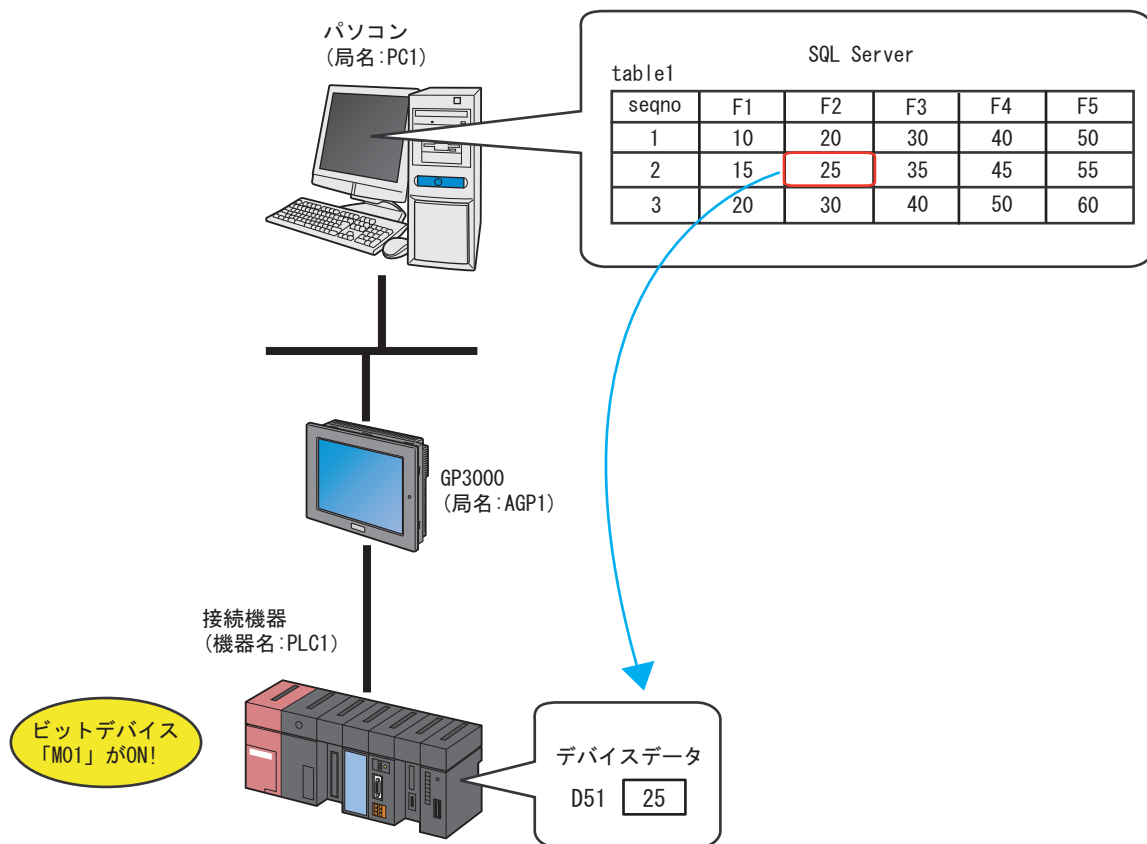 パソコン
(局名:PC1)
SQL Server
table1
seqno F1 F2 F3 F4 F5
1 10 20 30 40 50
2 15 25 35 45 55
3 20 30 40 50 60
GP3000
(局名:AGP1)
接続機器
(機器名:PLC1)
ビットデバイス
「M01」がON!
デバイスデータ
D51 25